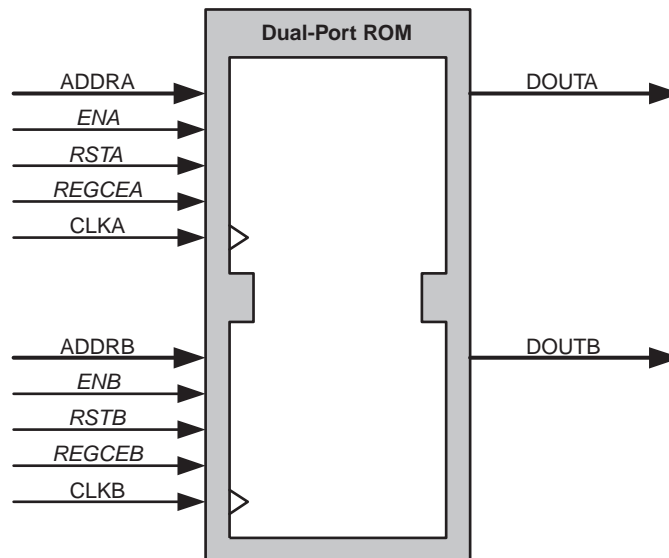 Dual-Port ROM
ADDRA
ENA
RSTA
REGCEA
CLKA
DOUTA
ADDRB
ENB
RSTB
REGCEB
CLKB
DOUTB